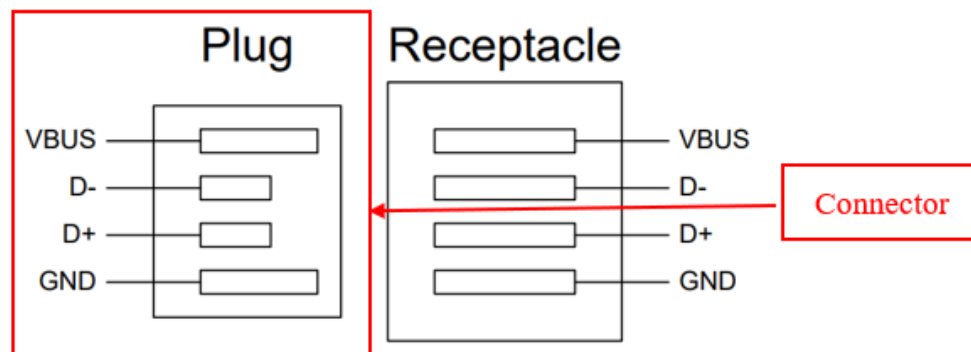 Plug
Receptacle
VBUS
D-
D+
GND
VBUS
D-
D+
GND
Connector